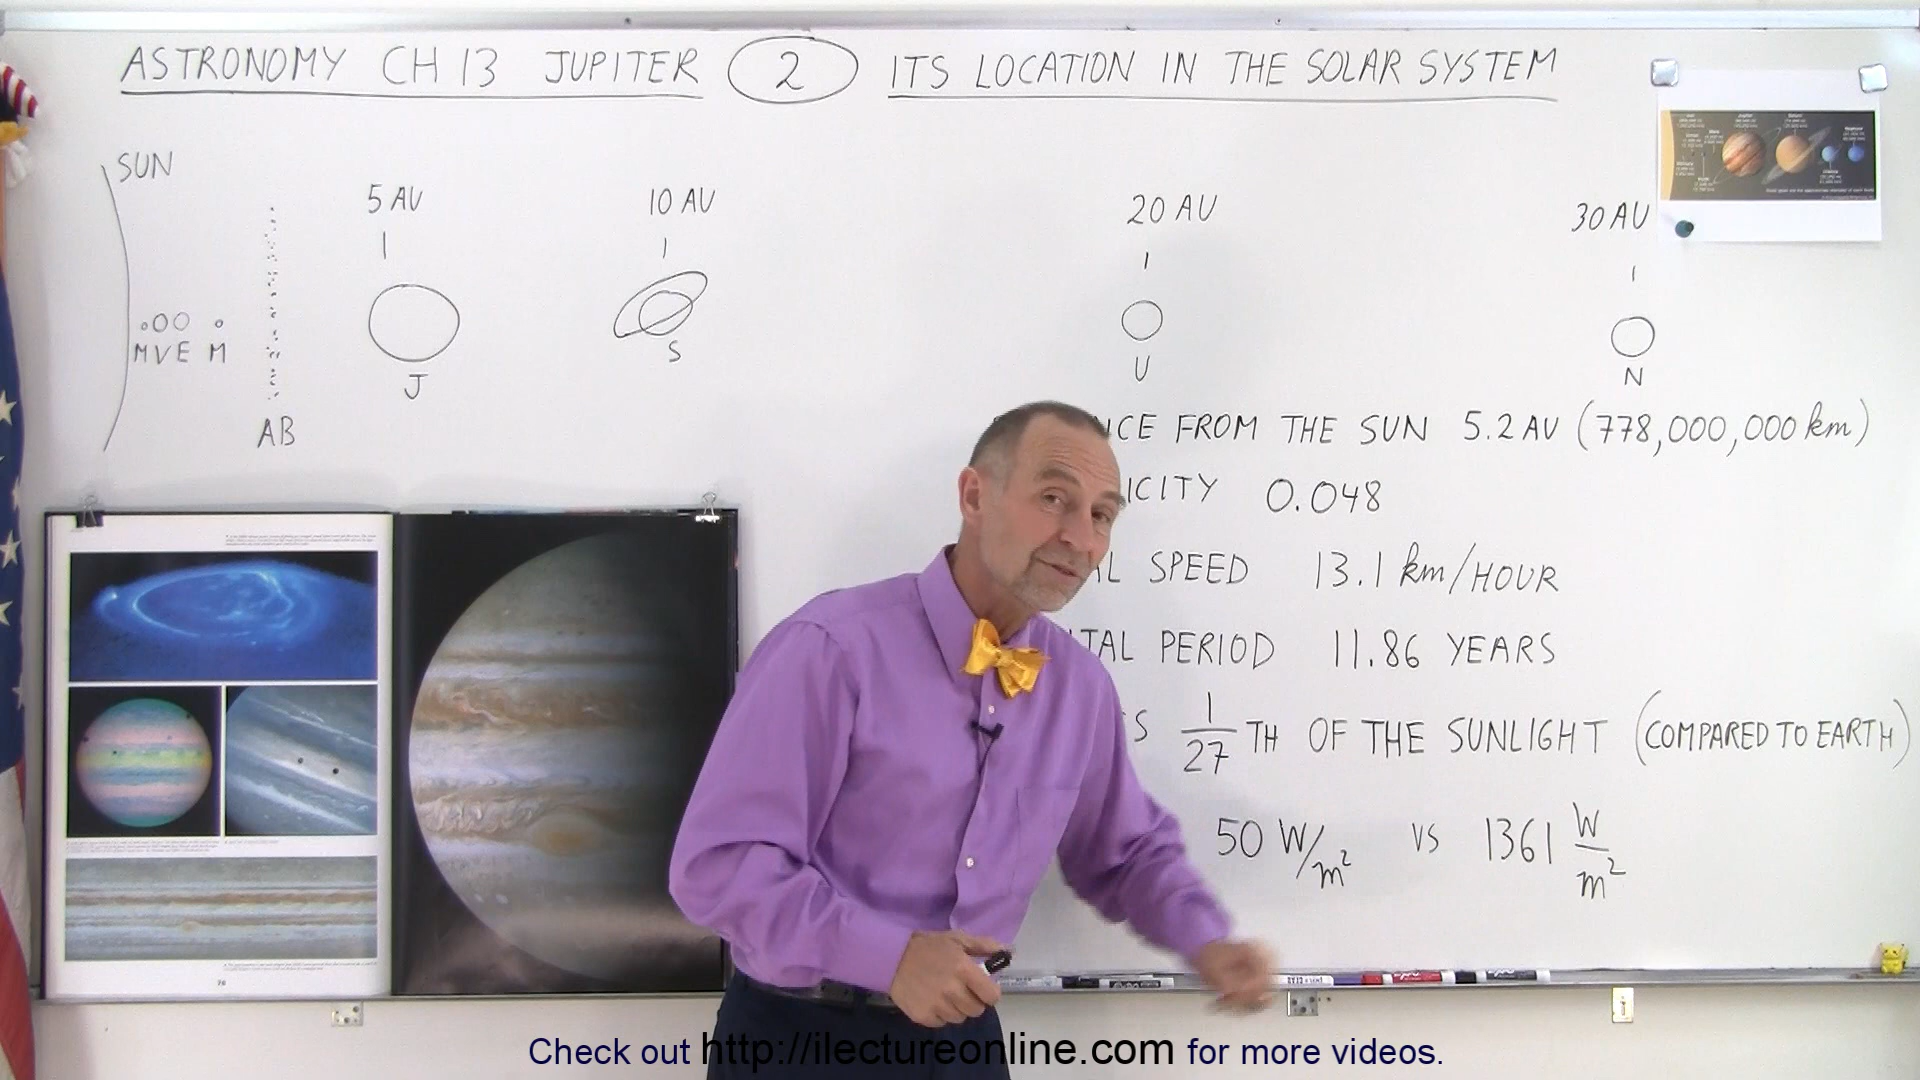 ASTRONOMY CH 13 JUPITER 2 ITS LOCATION IN THE SOLAR SYSTEM
SUN
5 AU
10 AU
20 AU
30 AU
M V E M
AB
J
S
U
N
NCE FROM THE SUN 5.2 AU (778,000,000 km)
ICITY 0.048
AL SPEED 13.1 km/HOUR
TAL PERIOD 11.86 YEARS
S 1/27 TH OF THE SUNLIGHT (COMPARED TO EARTH)
50 W/m² VS 1361 W/m²
Check out http://ilectureonline.com for more videos.